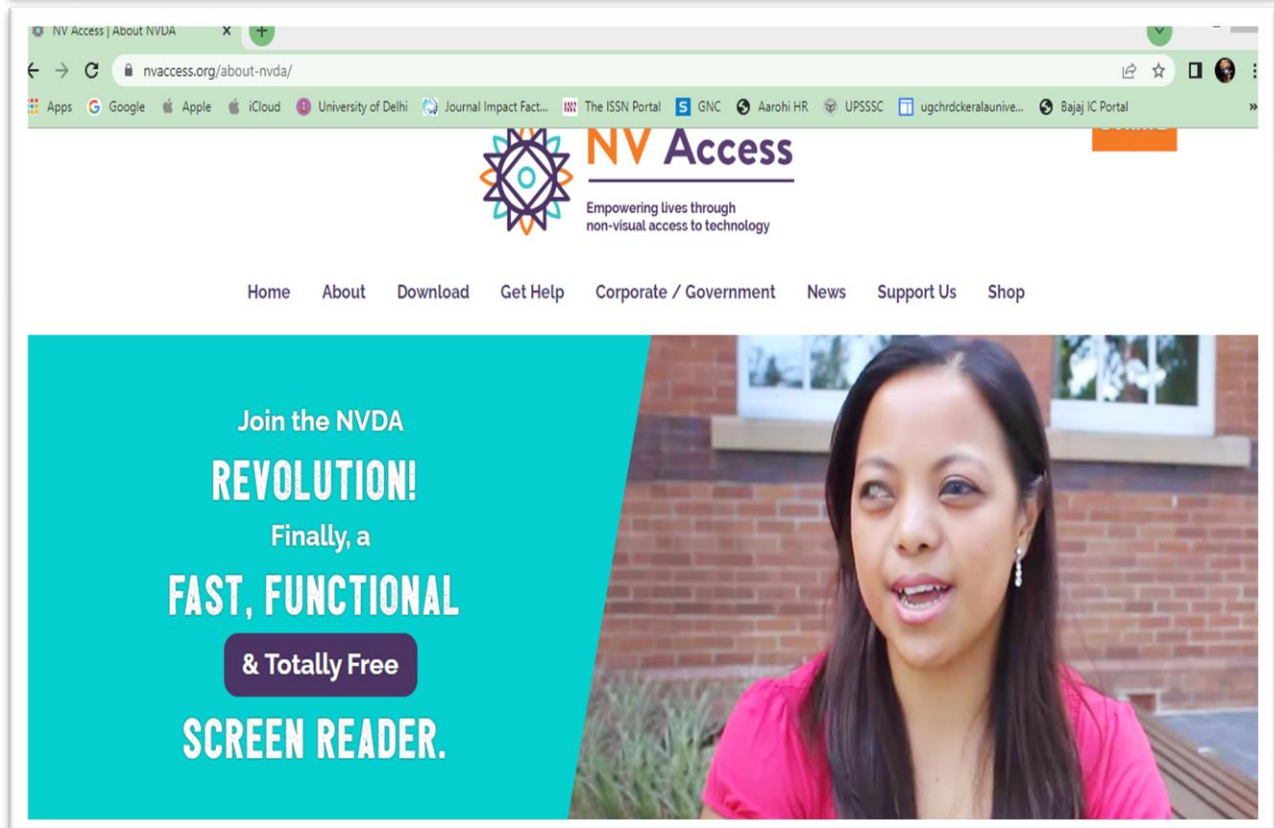 NV Access | About NVDA
nvaccess.org/about-nvda/
Apps Google Apple iCloud University of Delhi Journal Impact Fact... The ISSN Portal GNC Aarohi HR UPSSSC ugchrdckeralaunive... Bajaj IC Portal
NV Access
Empowering lives through
non-visual access to technology
Home About Download Get Help Corporate / Government News Support Us Shop
Join the NVDA
REVOLUTION!
Finally, a
FAST, FUNCTIONAL
& Totally Free
SCREEN READER.